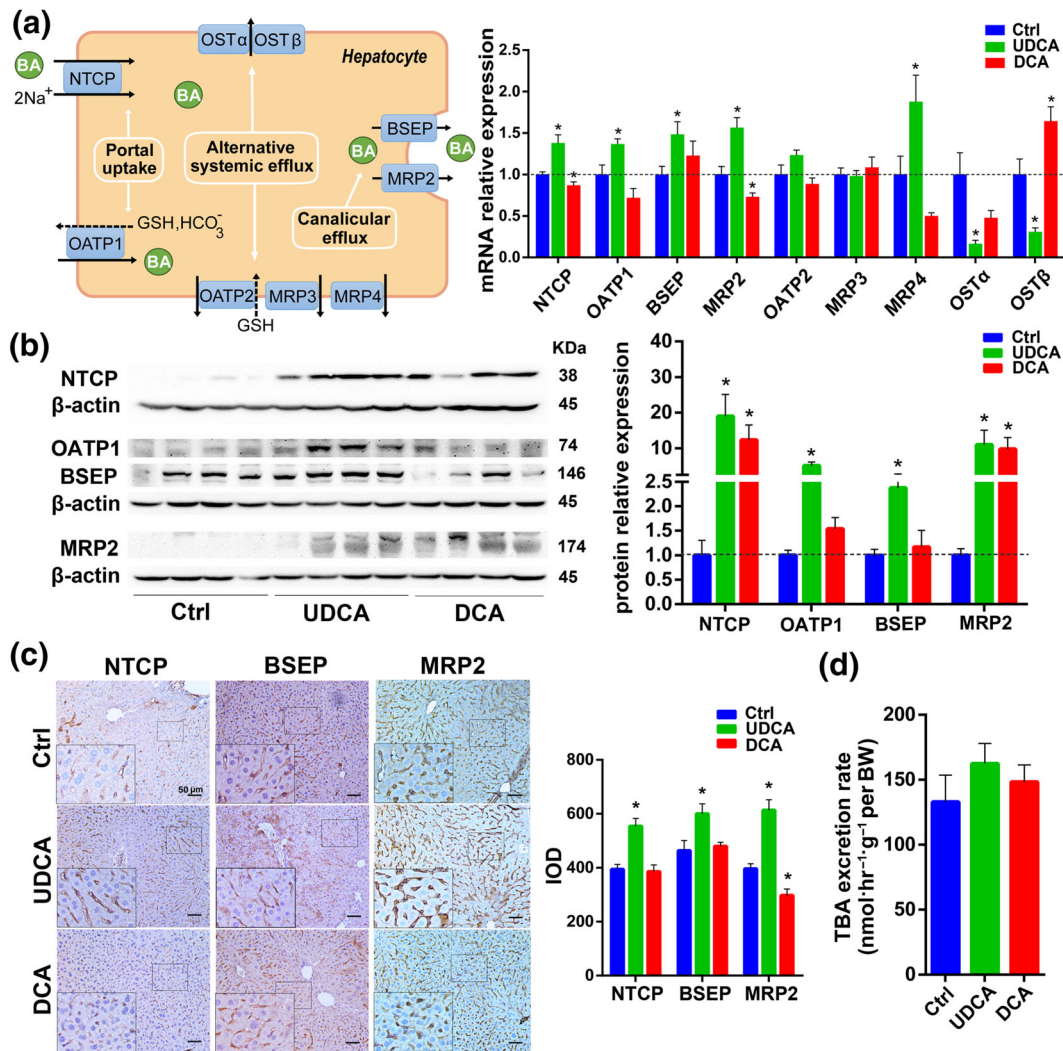 (a)
OSTα OSTβ
Hepatocyte
BA
NTCP
2Na+
BA
Portal
uptake
Alternative
systemic efflux
BSEP
BA
BA
MRP2
Canalicular
efflux
GSH,HCO3−
OATP1
BA
OATP2 MRP3 MRP4
GSH
Ctrl
UDCA
DCA
mRNA relative expression
2.5
2.0
1.5
1.0
0.5
0.0
* * * * * * * * * *
NTCP OATP1 BSEP MRP2 OATP2 MRP3 MRP4 OSTα OSTβ
(b)
KDa
NTCP 38
β-actin 45
OATP1 74
BSEP 146
β-actin 45
MRP2 174
β-actin 45
Ctrl UDCA DCA
Ctrl
UDCA
DCA
protein relative expression
40
30
20
10
2.5
2.0
1.5
1.0
0.5
0.0
* * * * * *
NTCP OATP1 BSEP MRP2
(c)
NTCP BSEP MRP2
Ctrl
50 μm
UDCA
DCA
Ctrl
UDCA
DCA
IOD
800
600
400
200
0
* * * *
NTCP BSEP MRP2
(d)
TBA excretion rate
(nmol·hr−1·g−1 per BW)
200
150
100
50
0
Ctrl UDCA DCA